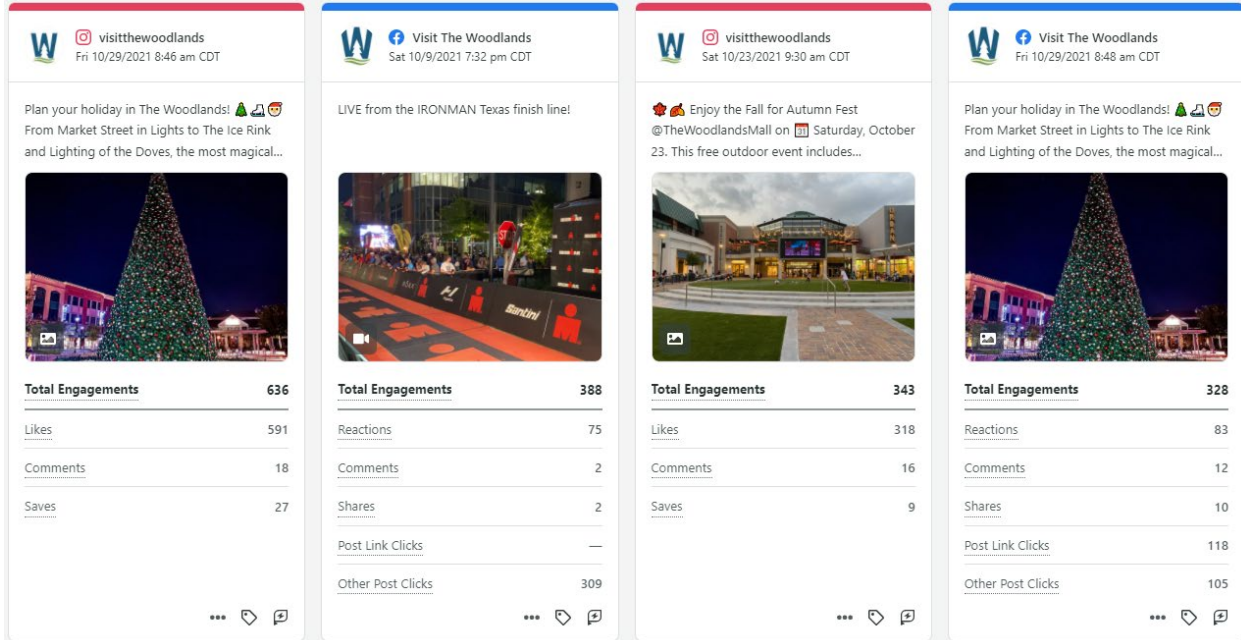 visitthewoodlands
Fri 10/29/2021 8:46 am CDT
Plan your holiday in The Woodlands! 🎄⛸🎅
From Market Street in Lights to The Ice Rink
and Lighting of the Doves, the most magical...
Total Engagements 636
Likes 591
Comments 18
Saves 27
Visit The Woodlands
Sat 10/9/2021 7:32 pm CDT
LIVE from the IRONMAN Texas finish line!
Santini
Total Engagements 388
Reactions 75
Comments 2
Shares 2
Post Link Clicks —
Other Post Clicks 309
visitthewoodlands
Sat 10/23/2021 9:30 am CDT
🍁🍂 Enjoy the Fall for Autumn Fest
@TheWoodlandsMall on 📅 Saturday, October
23. This free outdoor event includes...
Total Engagements 343
Likes 318
Comments 16
Saves 9
Visit The Woodlands
Fri 10/29/2021 8:48 am CDT
Plan your holiday in The Woodlands! 🎄⛸🎅
From Market Street in Lights to The Ice Rink
and Lighting of the Doves, the most magical...
Total Engagements 328
Reactions 83
Comments 12
Shares 10
Post Link Clicks 118
Other Post Clicks 105